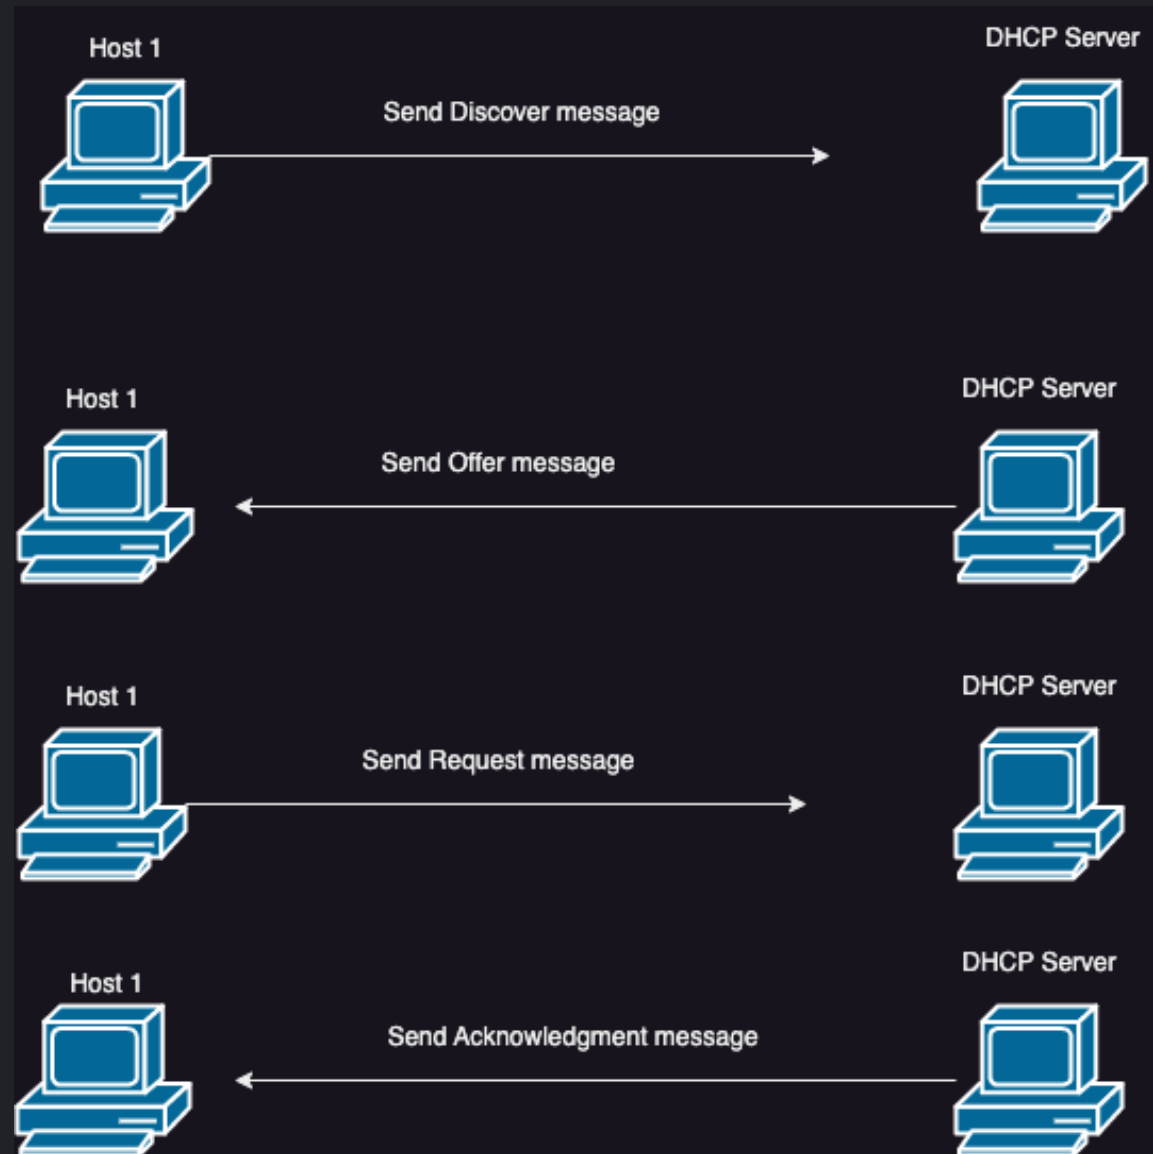 Host 1
DHCP Server
Send Discover message
Host 1
DHCP Server
Send Offer message
Host 1
DHCP Server
Send Request message
Host 1
DHCP Server
Send Acknowledgment message